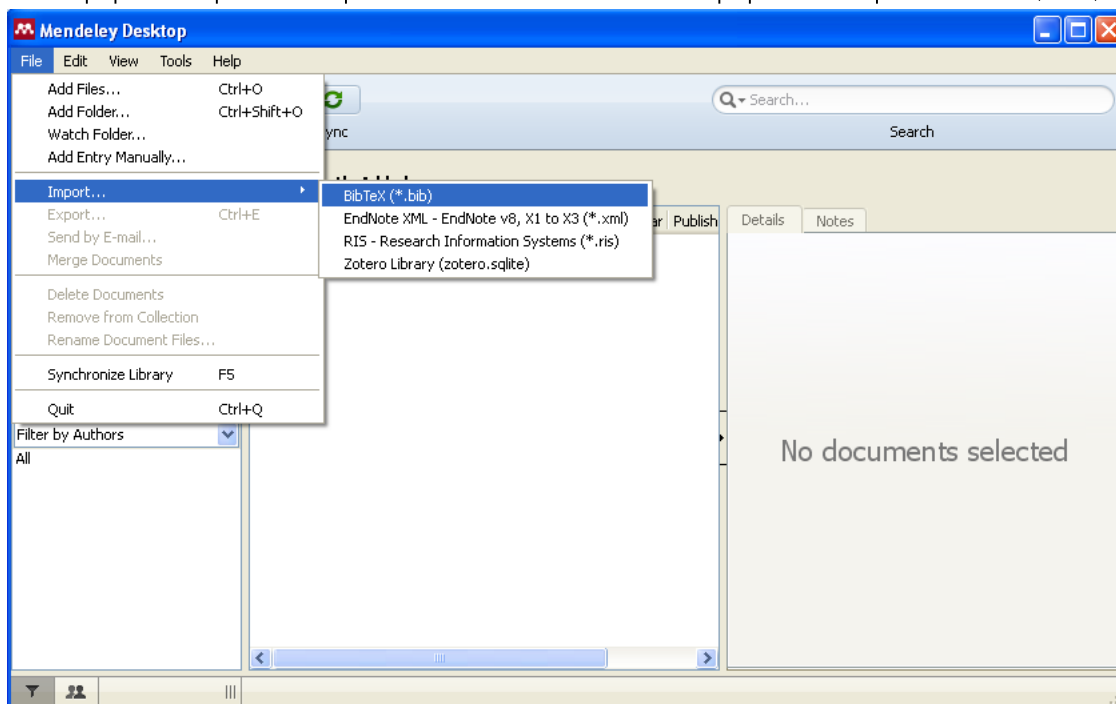 Mendeley Desktop
File Edit View Tools Help
Add Files... Ctrl+O
Add Folder... Ctrl+Shift+O
Watch Folder...
Add Entry Manually...
Import...
Export... Ctrl+E
Send by E-mail...
Merge Documents
Delete Documents
Remove from Collection
Rename Document Files...
Synchronize Library F5
Quit Ctrl+Q
BibTeX (*.bib)
EndNote XML - EndNote v8, X1 to X3 (*.xml)
RIS - Research Information Systems (*.ris)
Zotero Library (zotero.sqlite)
ync
Search...
Search
ar Publish
Details Notes
Filter by Authors
All
No documents selected